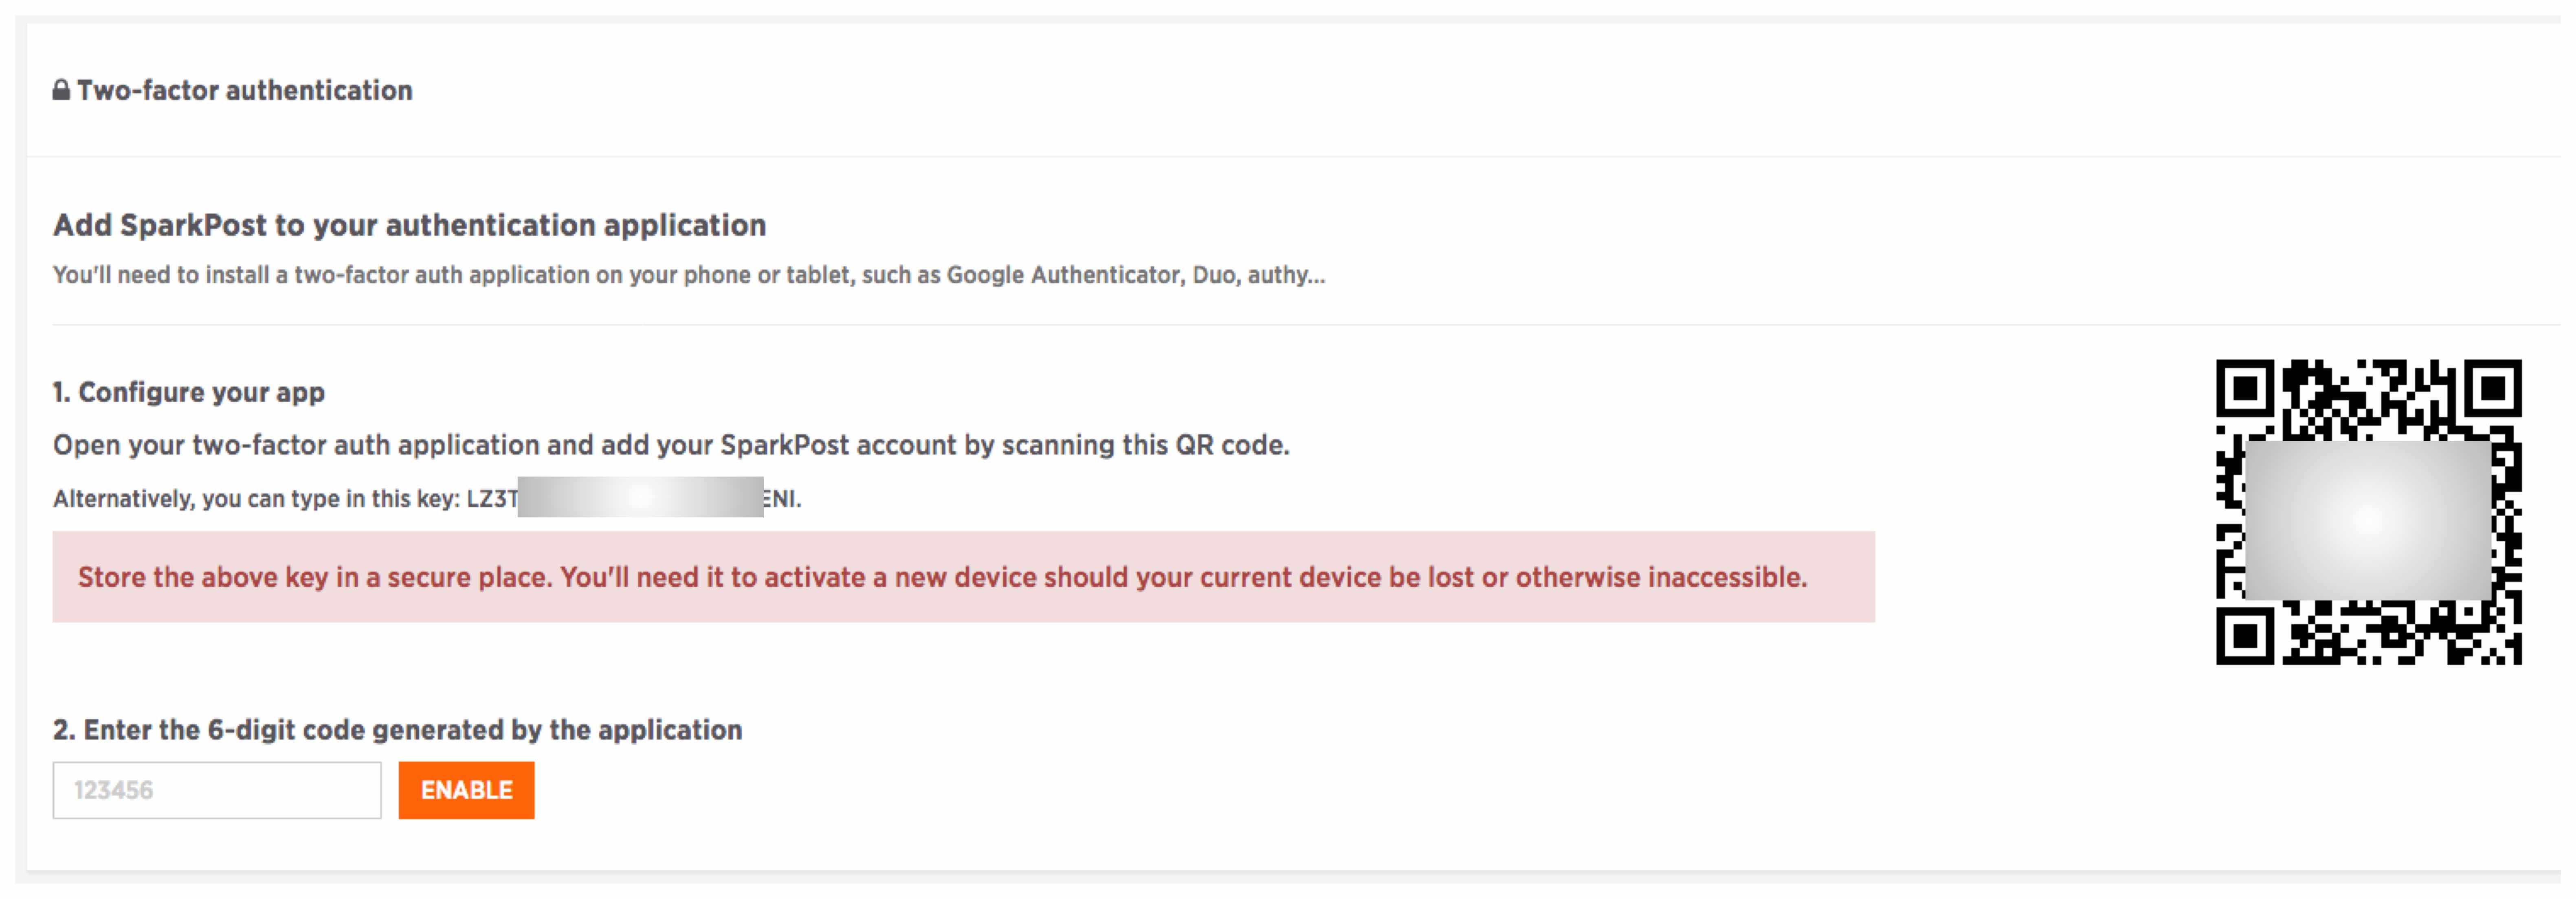 Two-factor authentication
Add SparkPost to your authentication application
You'll need to install a two-factor auth application on your phone or tablet, such as Google Authenticator, Duo, authy...
1. Configure your app
Open your two-factor auth application and add your SparkPost account by scanning this QR code.
Alternatively, you can type in this key: LZ3T ENI.
Store the above key in a secure place. You'll need it to activate a new device should your current device be lost or otherwise inaccessible.
2. Enter the 6-digit code generated by the application
123456 ENABLE